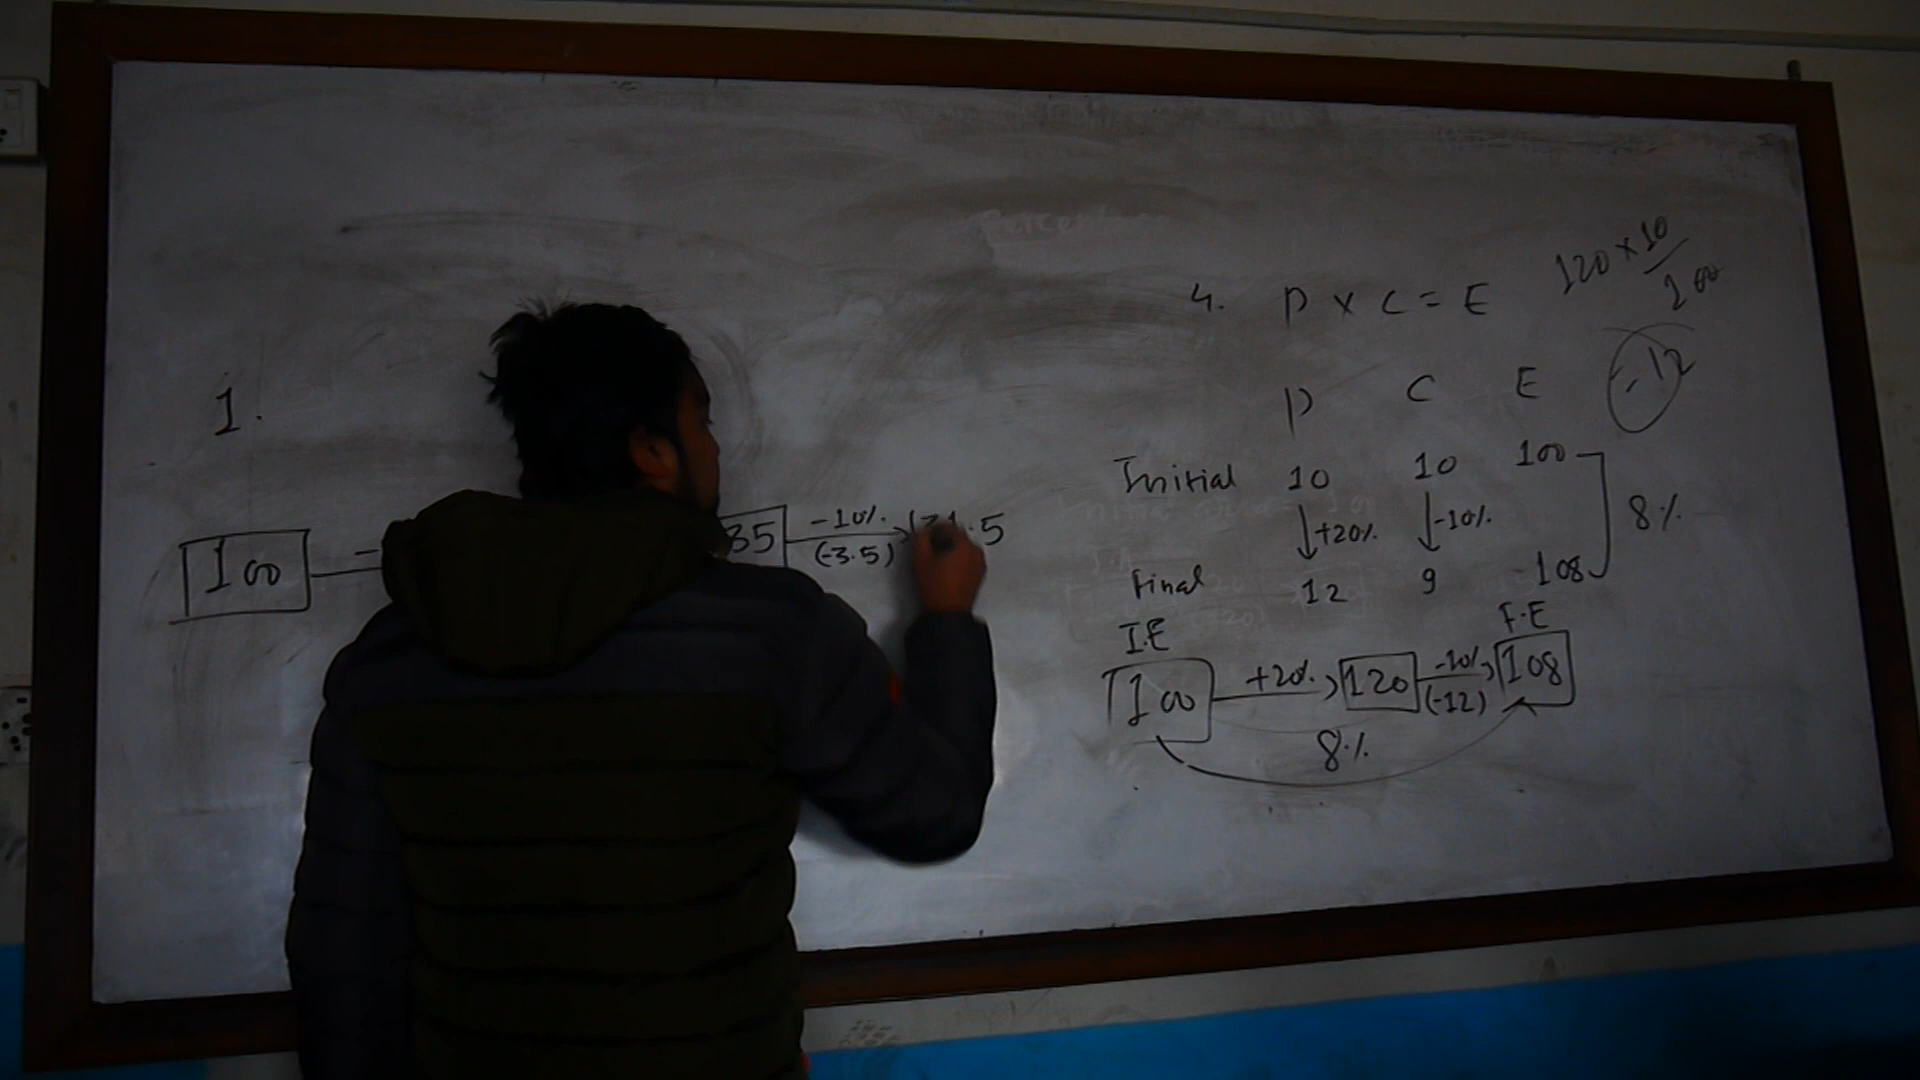 1.
100 -
35 -10% (-3.5) .5
4. P x C = E
120 x 10 / 100
= 12
P C E
Initial 10 10 100
↓+20% ↓-10% 8%
Final 12 9 108
I.E F.E
100 +20% 120 -10% (-12) 108
8%